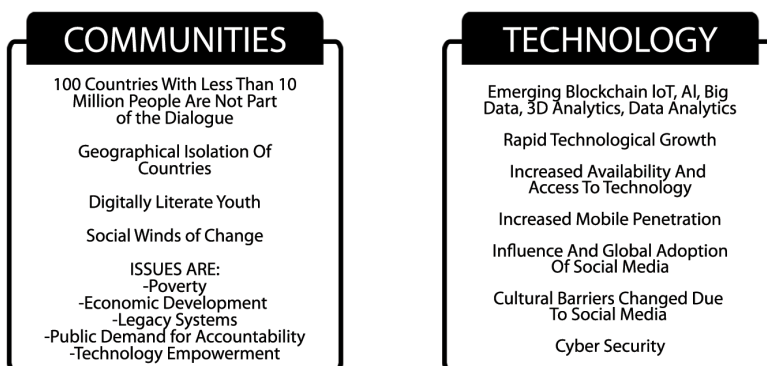 COMMUNITIES
100 Countries With Less Than 10
Million People Are Not Part
of the Dialogue
Geographical Isolation Of
Countries
Digitally Literate Youth
Social Winds of Change
ISSUES ARE:
-Poverty
-Economic Development
-Legacy Systems
-Public Demand for Accountability
-Technology Empowerment
TECHNOLOGY
Emerging Blockchain IoT, AI, Big
Data, 3D Analytics, Data Analytics
Rapid Technological Growth
Increased Availability And
Access To Technology
Increased Mobile Penetration
Influence And Global Adoption
Of Social Media
Cultural Barriers Changed Due
To Social Media
Cyber Security